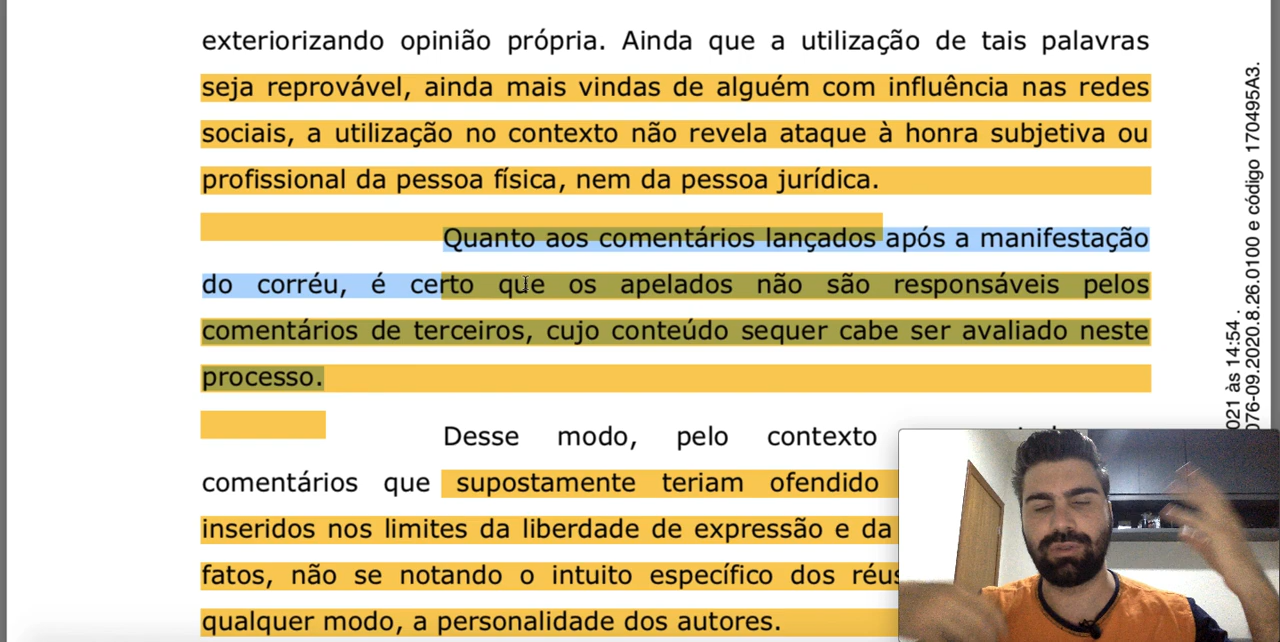 exteriorizando opinião própria. Ainda que a utilização de tais palavras
seja reprovável, ainda mais vindas de alguém com influência nas redes
sociais, a utilização no contexto não revela ataque à honra subjetiva ou
profissional da pessoa física, nem da pessoa jurídica.
Quanto aos comentários lançados após a manifestação
do corréu, é certo que os apelados não são responsáveis pelos
comentários de terceiros, cujo conteúdo sequer cabe ser avaliado neste
processo.
Desse modo, pelo contexto
comentários que supostamente teriam ofendido
inseridos nos limites da liberdade de expressão e da
fatos, não se notando o intuito específico dos réus
qualquer modo, a personalidade dos autores.
021 às 14:54 .
076-09.2020.8.26.0100 e código 170495A3.